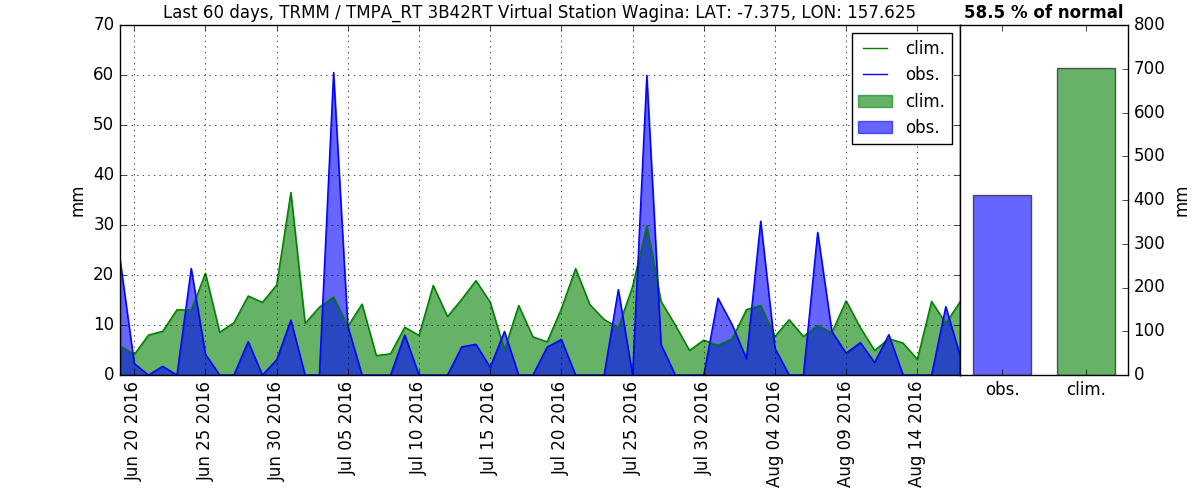 Last 60 days, TRMM / TMPA_RT 3B42RT Virtual Station Wagina: LAT: -7.375, LON: 157.625
58.5 % of normal
70
60
50
40
30
20
10
0
mm
clim.
obs.
clim.
obs.
Jun 20 2016
Jun 25 2016
Jun 30 2016
Jul 05 2016
Jul 10 2016
Jul 15 2016
Jul 20 2016
Jul 25 2016
Jul 30 2016
Aug 04 2016
Aug 09 2016
Aug 14 2016
obs.
clim.
800
700
600
500
400
300
200
100
0
mm